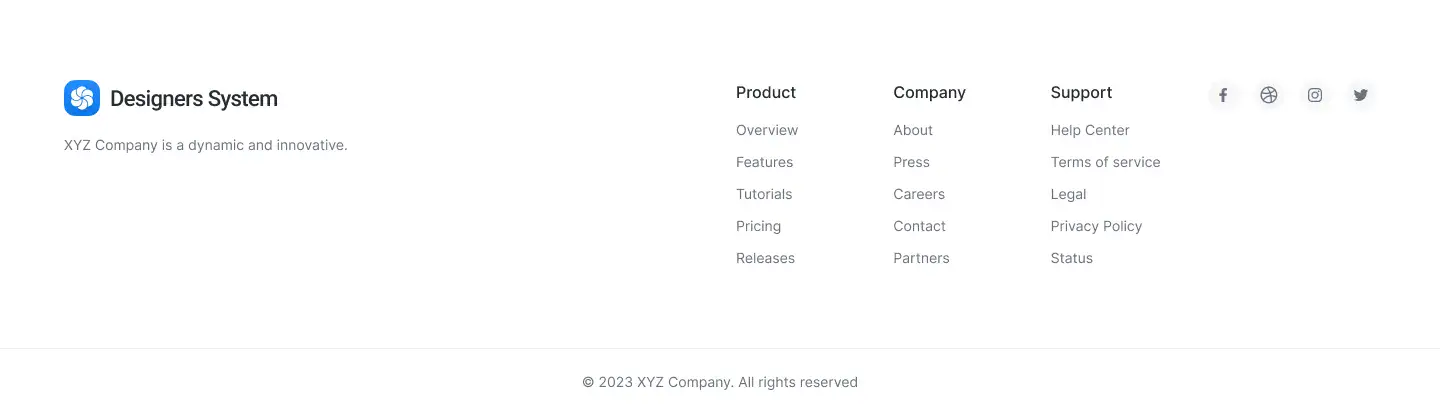 Designers System
XYZ Company is a dynamic and innovative.
Product
Overview
Features
Tutorials
Pricing
Releases
Company
About
Press
Careers
Contact
Partners
Support
Help Center
Terms of service
Legal
Privacy Policy
Status
© 2023 XYZ Company. All rights reserved